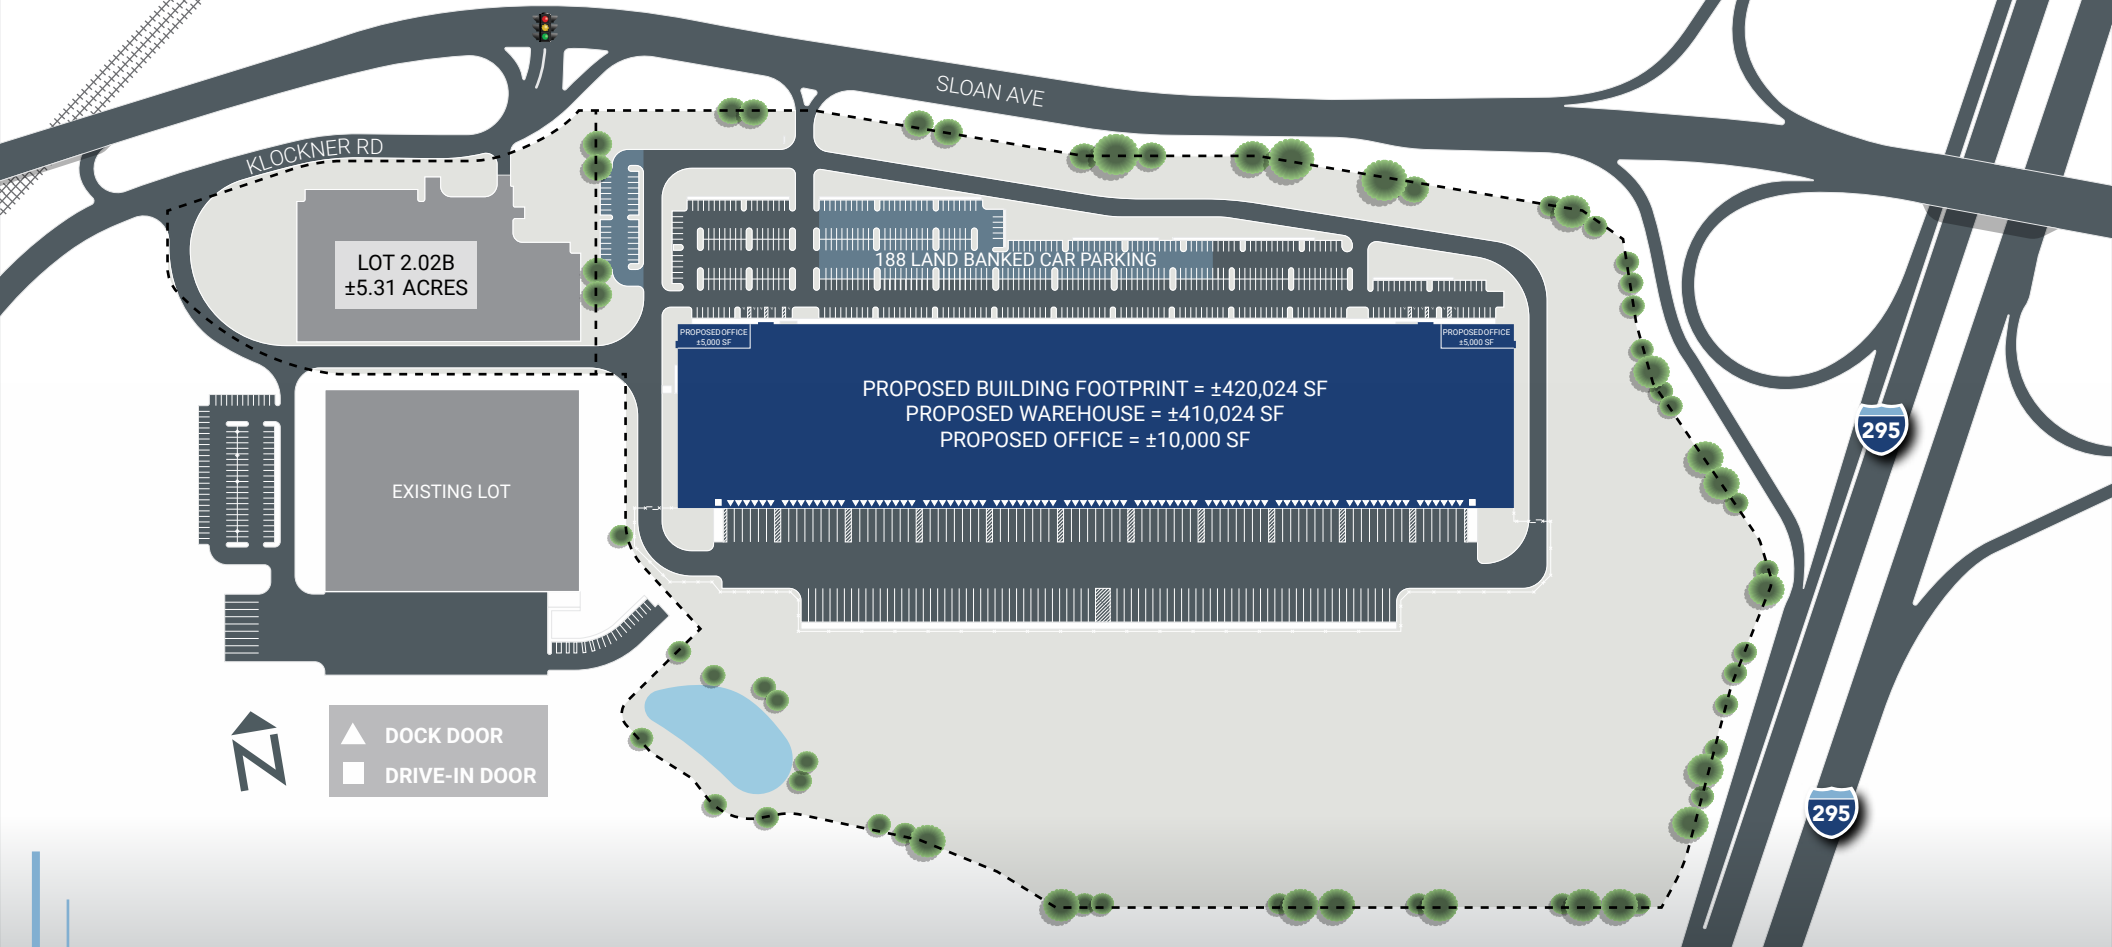 SLOAN AVE
KLOCKNER RD
LOT 2.02B
±5.31 ACRES
188 LAND BANKED CAR PARKING
PROPOSED OFFICE
±5,000 SF
PROPOSED OFFICE
±5,000 SF
PROPOSED BUILDING FOOTPRINT = ±420,024 SF
PROPOSED WAREHOUSE = ±410,024 SF
PROPOSED OFFICE = ±10,000 SF
295
EXISTING LOT
N
DOCK DOOR
DRIVE-IN DOOR
295